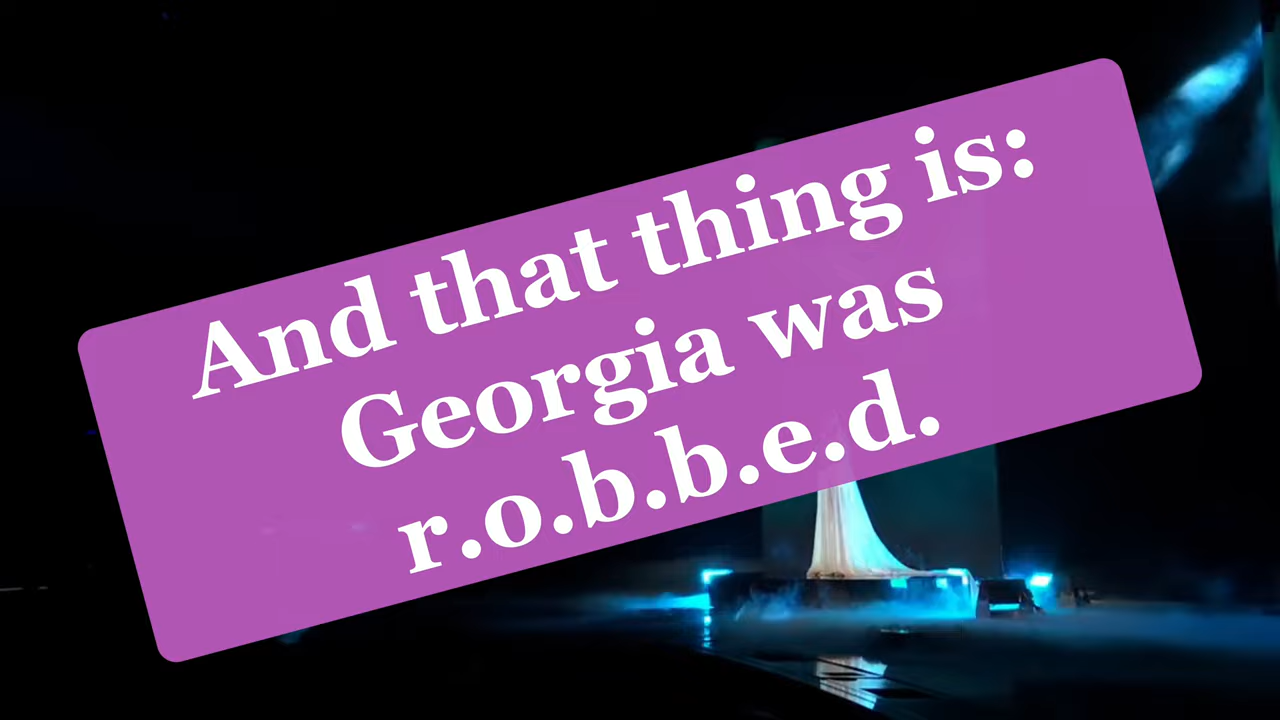 And that thing is:
Georgia was
r.o.b.b.e.d.